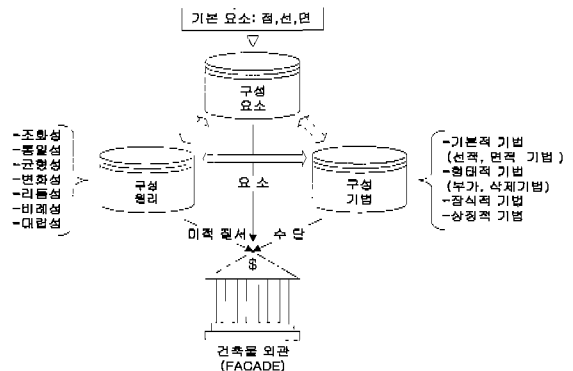 기본 요소: 점,선,면
구성
요소
-조화성
-통일성
-균형성
-변화성
-리듬성
-비례성
-대립성
구성
원리
요 소
구성
기법
-기본적 기법
(선적, 면적 기법)
-형태적 기법
(부가, 삭제기법)
-장식적 기법
-상징적 기법
미적 질서
수 단
$
건축물 외관
(FACADE)